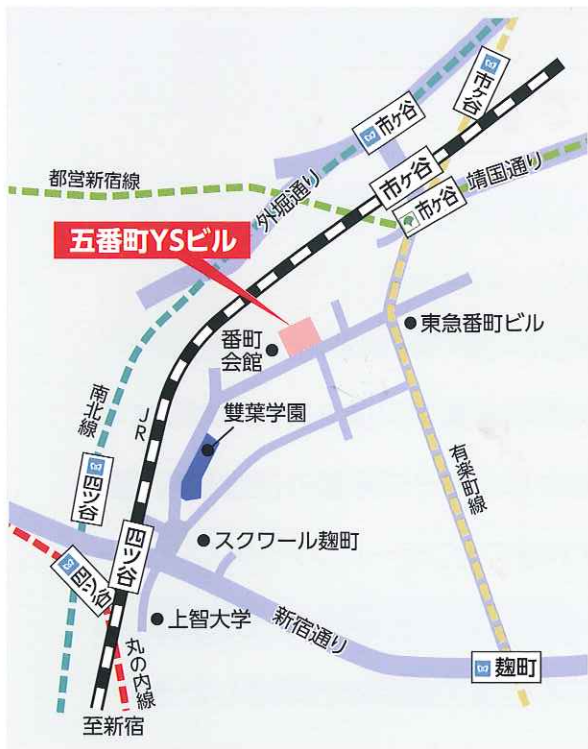 市ヶ谷
市ヶ谷
市ヶ谷
靖国通り
都営新宿線
外堀通り
市ヶ谷
五番町YSビル
番町
会館
東急番町ビル
南北線
JR
雙葉学園
四ツ谷
有楽町線
四ツ谷
スクワール麹町
四ツ谷
上智大学
新宿通り
丸の内線
麹町
至新宿